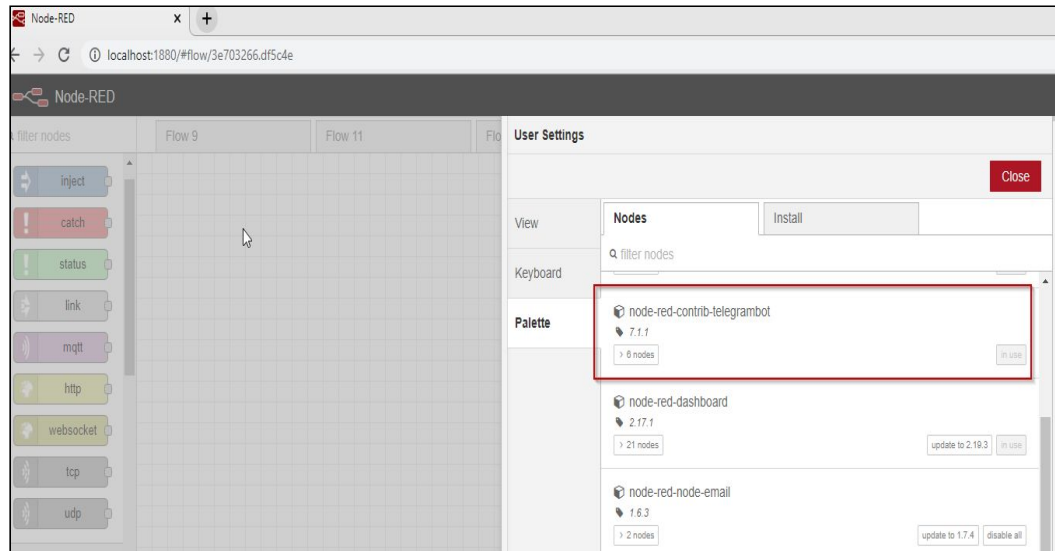 Node-RED
localhost:1880/#flow/3e703266.df5c4e
Node-RED
filter nodes
Flow 9
Flow 11
Flo
inject
catch
status
link
mqtt
http
websocket
tcp
udp
User Settings
Close
View
Keyboard
Palette
Nodes
Install
filter nodes
node-red-contrib-telegrambot
7.1.1
6 nodes
in use
node-red-dashboard
2.17.1
21 nodes
update to 2.19.3
in use
node-red-node-email
1.6.3
2 nodes
update to 1.7.4
disable all